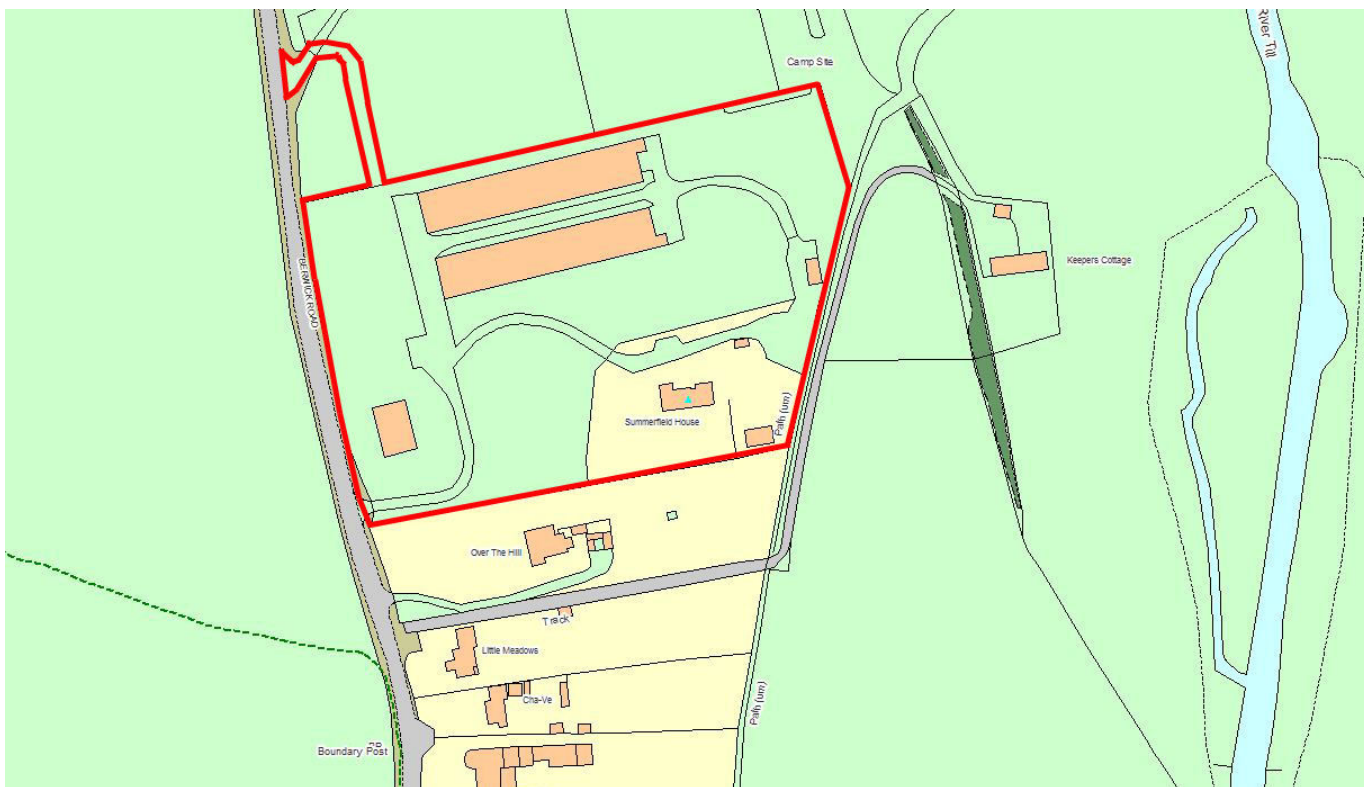 River Till
Camp Site
Keepers Cottage
BERWICK ROAD
Path (um)
Summerfield House
Over The Hill
Track
Little Meadows
Cha-Ve
Path (um)
Boundary Post